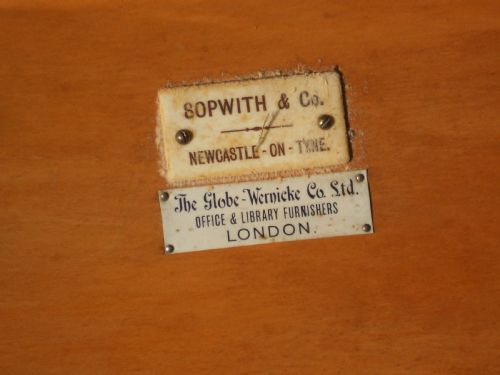 SOPWITH & Co.
NEWCASTLE-ON-TYNE.
The Globe-Wernicke Co. Ltd.
OFFICE & LIBRARY FURNISHERS
LONDON.